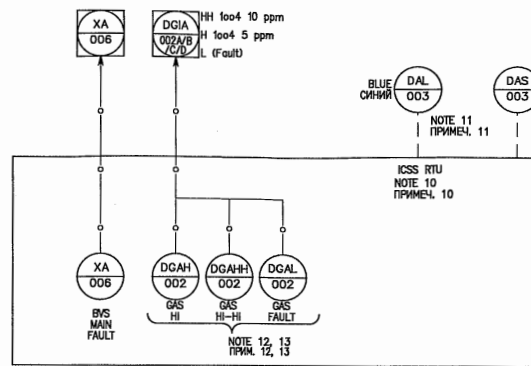 XA
006
DGIA
002A/B
/C/D
HH 1oo4 10 ppm
H 1oo4 5 ppm
L (Fault)
BLUE
СИНИЙ
DAL
003
DAS
003
NOTE 11
ПРИМЕЧ. 11
ICSS RTU
NOTE 10
ПРИМЕЧ. 10
XA
006
DGAH
002
DGAHH
002
DGAL
002
BVS
MAIN
FAULT
GAS
HI
GAS
HI-HI
GAS
FAULT
NOTE 12, 13
ПРИМ. 12, 13